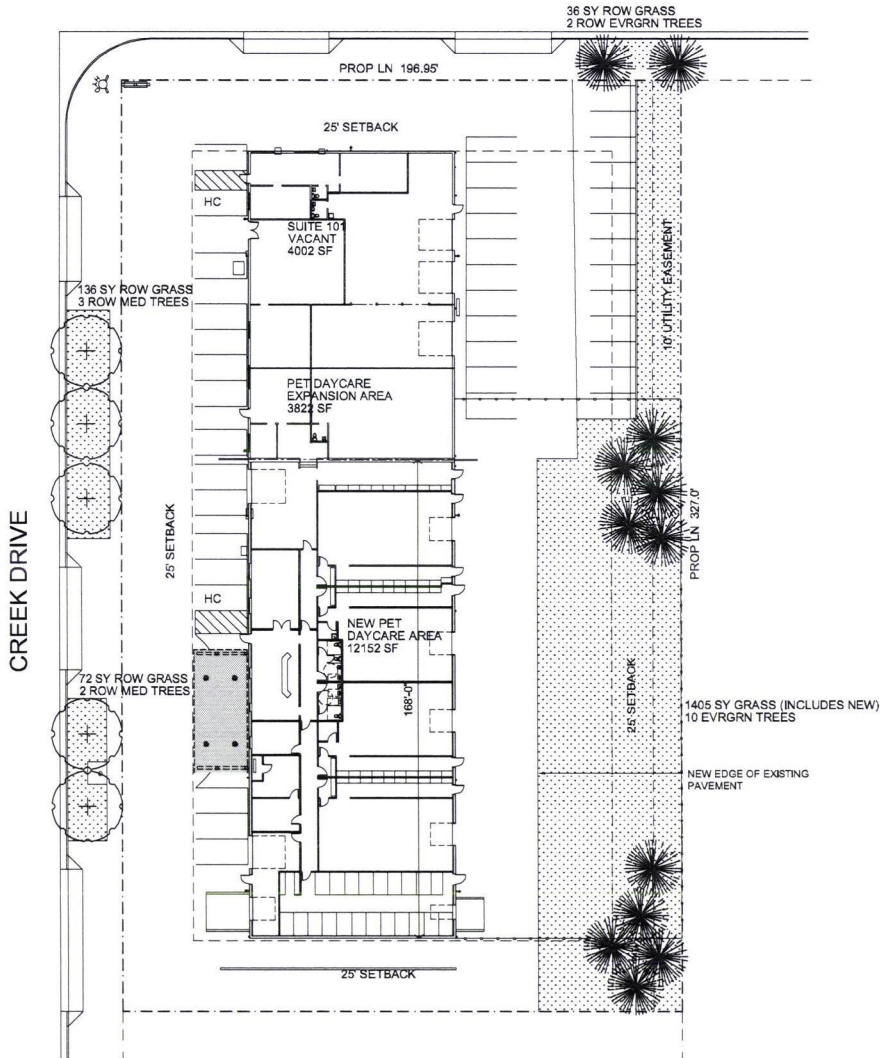 36 SY ROW GRASS
2 ROW EVRGRN TREES
PROP LN 196.95'
25' SETBACK
HC
SUITE 101
VACANT
4002 SF
10' UTILITY EASEMENT
136 SY ROW GRASS
3 ROW MED TREES
PET DAYCARE
EXPANSION AREA
3822 SF
PROP LN 327.0'
25' SETBACK
CREEK DRIVE
HC
NEW PET
DAYCARE AREA
12152 SF
168'-0"
72 SY ROW GRASS
2 ROW MED TREES
25' SETBACK
1405 SY GRASS (INCLUDES NEW)
10 EVRGRN TREES
NEW EDGE OF EXISTING
PAVEMENT
25' SETBACK